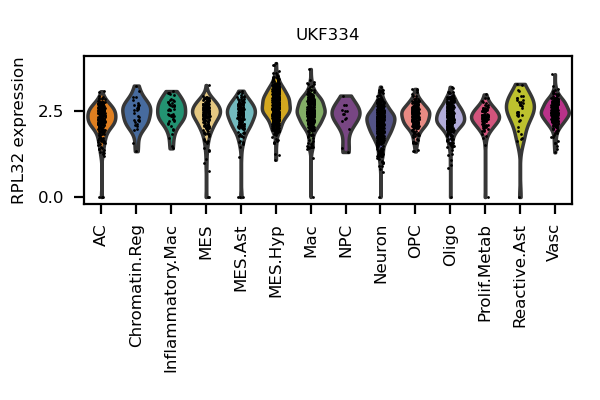 UKF334
RPL32 expression
2.5
0.0
AC
Chromatin.Reg
Inflammatory.Mac
MES
MES.Ast
MES.Hyp
Mac
NPC
Neuron
OPC
Oligo
Prolif.Metab
Reactive.Ast
Vasc